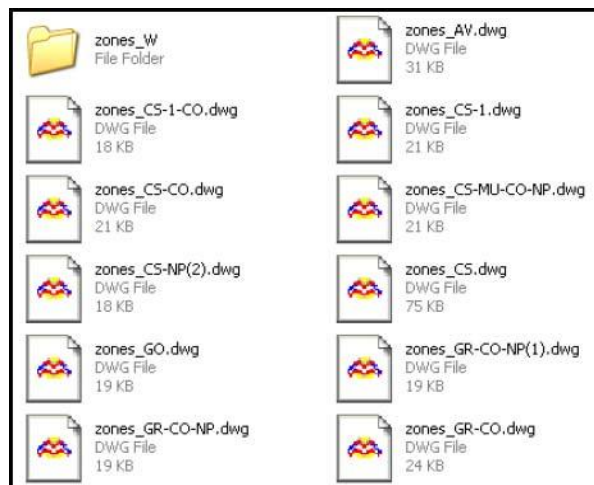 zones_W
File Folder
zones_AV.dwg
DWG File
31 KB
zones_CS-1-CO.dwg
DWG File
18 KB
zones_CS-1.dwg
DWG File
21 KB
zones_CS-CO.dwg
DWG File
21 KB
zones_CS-MU-CO-NP.dwg
DWG File
21 KB
zones_CS-NP(2).dwg
DWG File
18 KB
zones_CS.dwg
DWG File
75 KB
zones_GO.dwg
DWG File
19 KB
zones_GR-CO-NP(1).dwg
DWG File
19 KB
zones_GR-CO-NP.dwg
DWG File
19 KB
zones_GR-CO.dwg
DWG File
24 KB